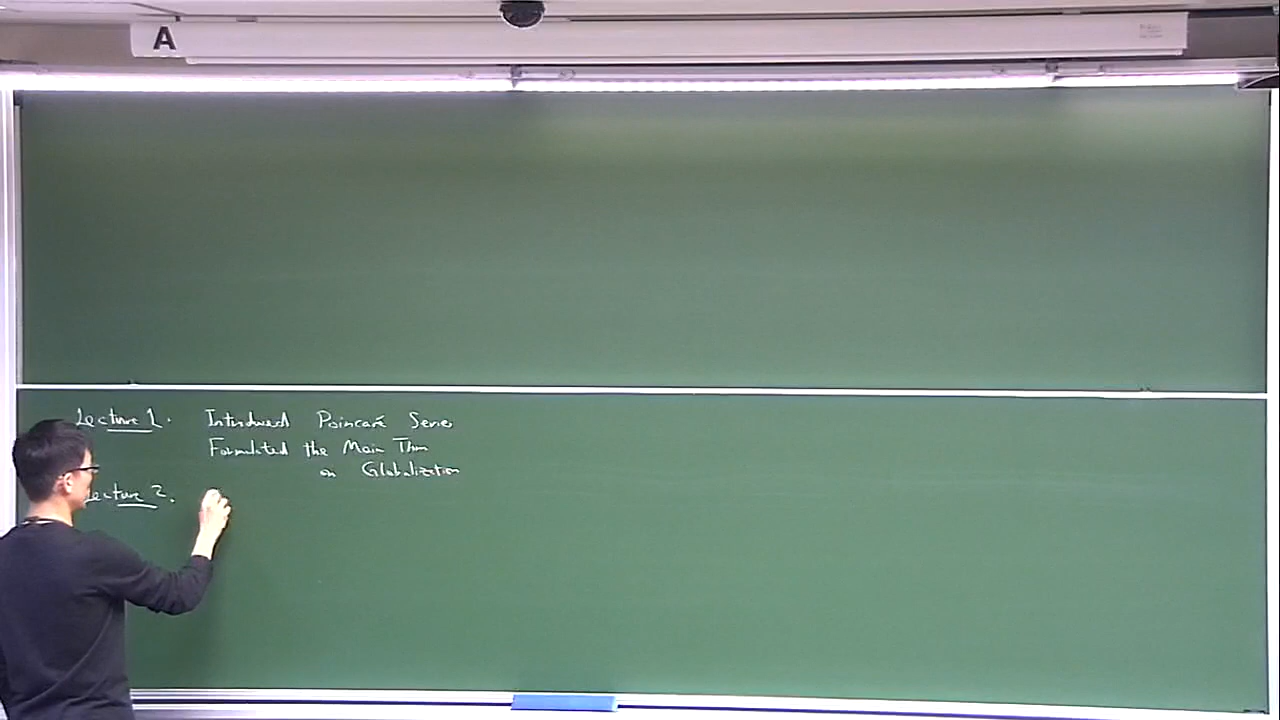 A
Lecture 1. Introduced Poincaré Series
Formulated the Main Thm
on Globalization
Lecture 2.